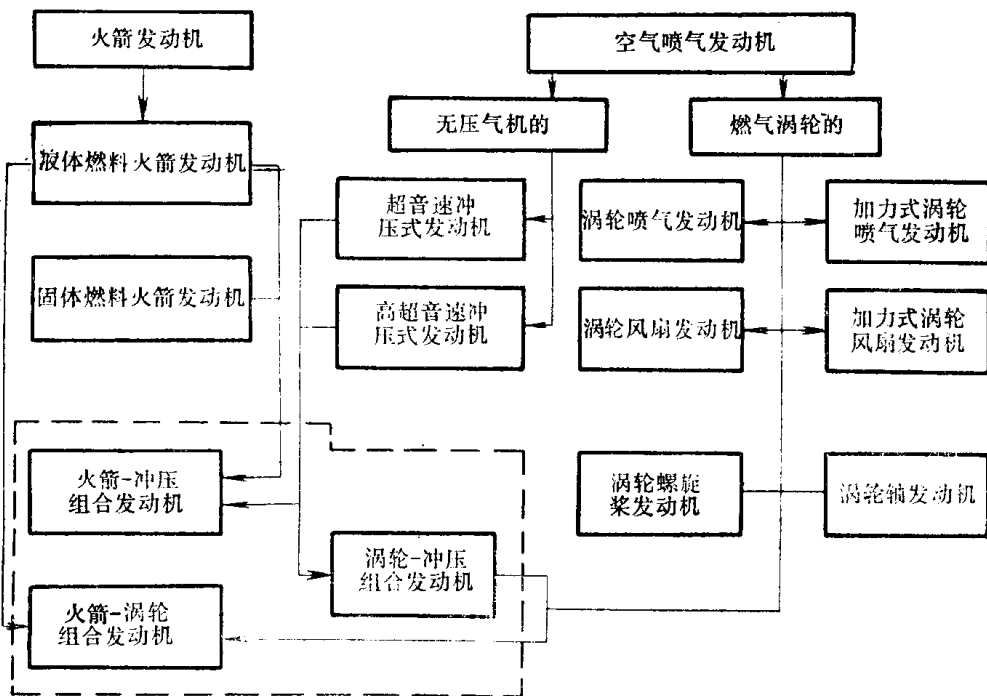 火箭发动机
空气喷气发动机
无压气机的
燃气涡轮的
液体燃料火箭发动机
超音速冲
压式发动机
涡轮喷气发动机
加力式涡轮
喷气发动机
固体燃料火箭发动机
高超音速冲
压式发动机
涡轮风扇发动机
加力式涡轮
风扇发动机
火箭-冲压
组合发动机
涡轮螺旋
桨发动机
涡轮轴发动机
涡轮-冲压
组合发动机
火箭-涡轮
组合发动机